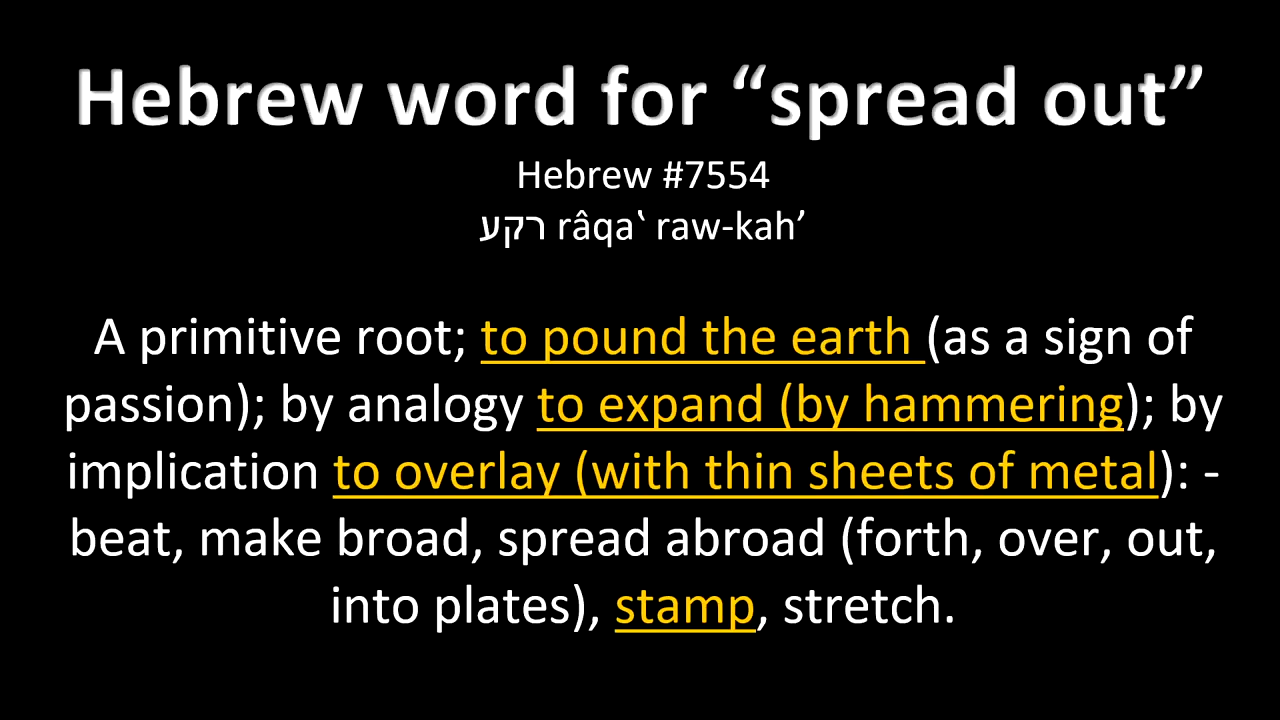 Hebrew word for “spread out”
Hebrew #7554
רקע râqa‛ raw-kah’
A primitive root; to pound the earth (as a sign of
passion); by analogy to expand (by hammering); by
implication to overlay (with thin sheets of metal): -
beat, make broad, spread abroad (forth, over, out,
into plates), stamp, stretch.